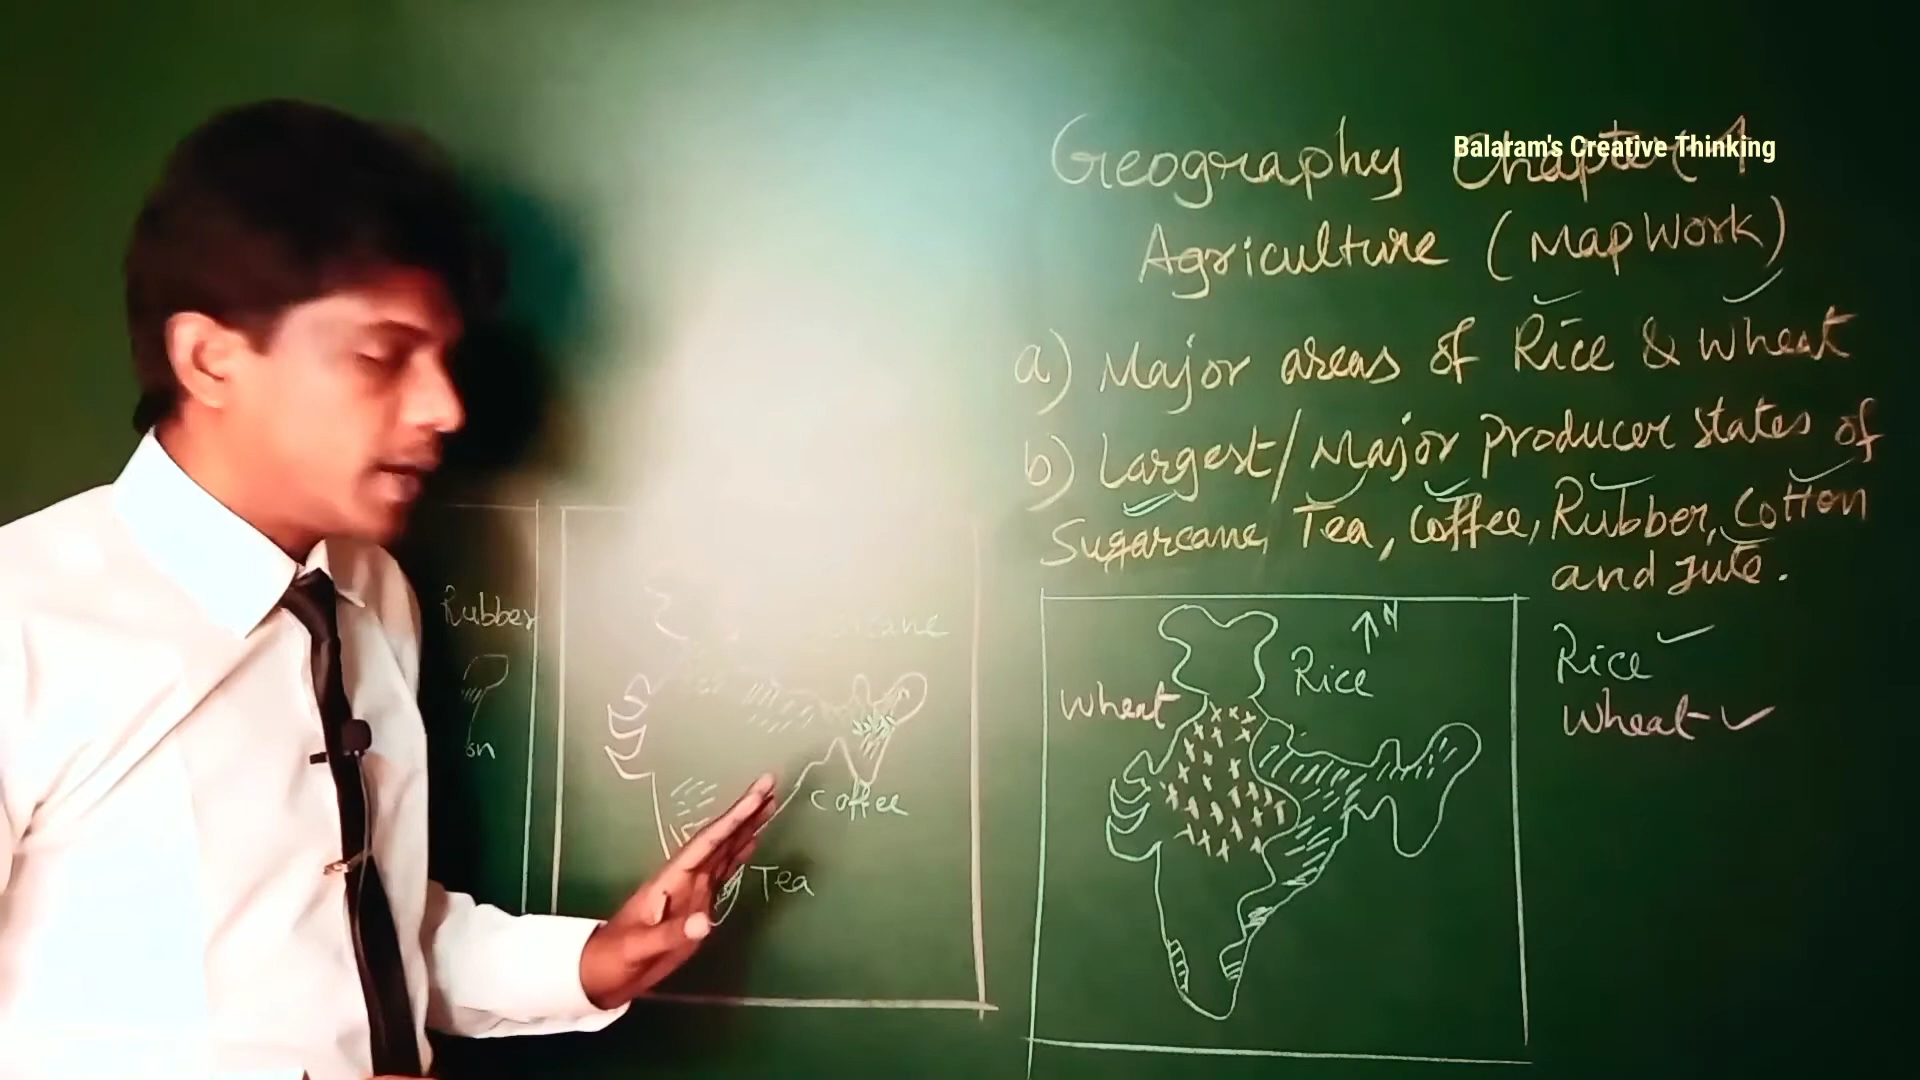 Balaram's Creative Thinking
Geography Chapter 4
Agriculture (Map Work)
a) Major areas of Rice & Wheat
b) Largest/Major producer states of
Sugarcane, Tea, Coffee, Rubber, Cotton
and Jute.
Rubber
Coffee
Tea
N
Rice
Wheat
Rice
Wheat